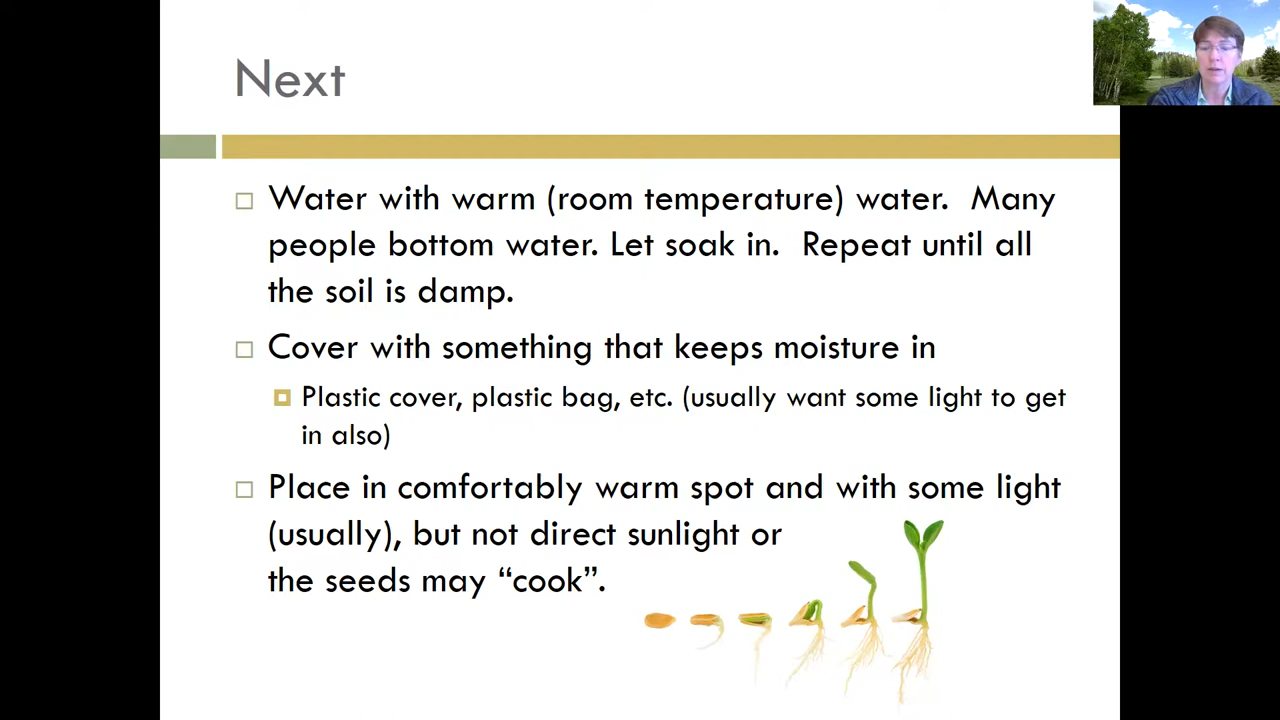 Next
Water with warm (room temperature) water.  Many
people bottom water. Let soak in.  Repeat until all
the soil is damp.
Cover with something that keeps moisture in
Plastic cover, plastic bag, etc. (usually want some light to get
in also)
Place in comfortably warm spot and with some light
(usually), but not direct sunlight or
the seeds may “cook”.